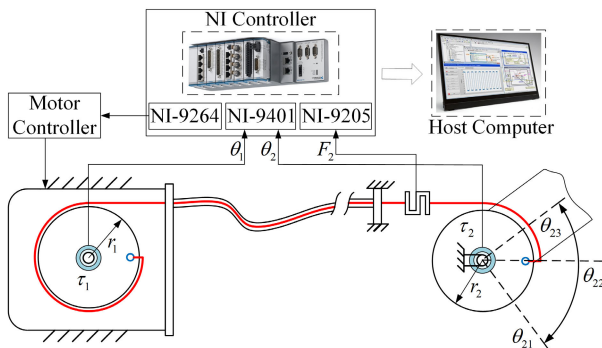 NI Controller
NI-9264
NI-9401
NI-9205
Host Computer
Motor
Controller
θ₁
θ₂
F₂
r₁
τ₁
τ₂
r₂
θ₂₃
θ₂₂
θ₂₁